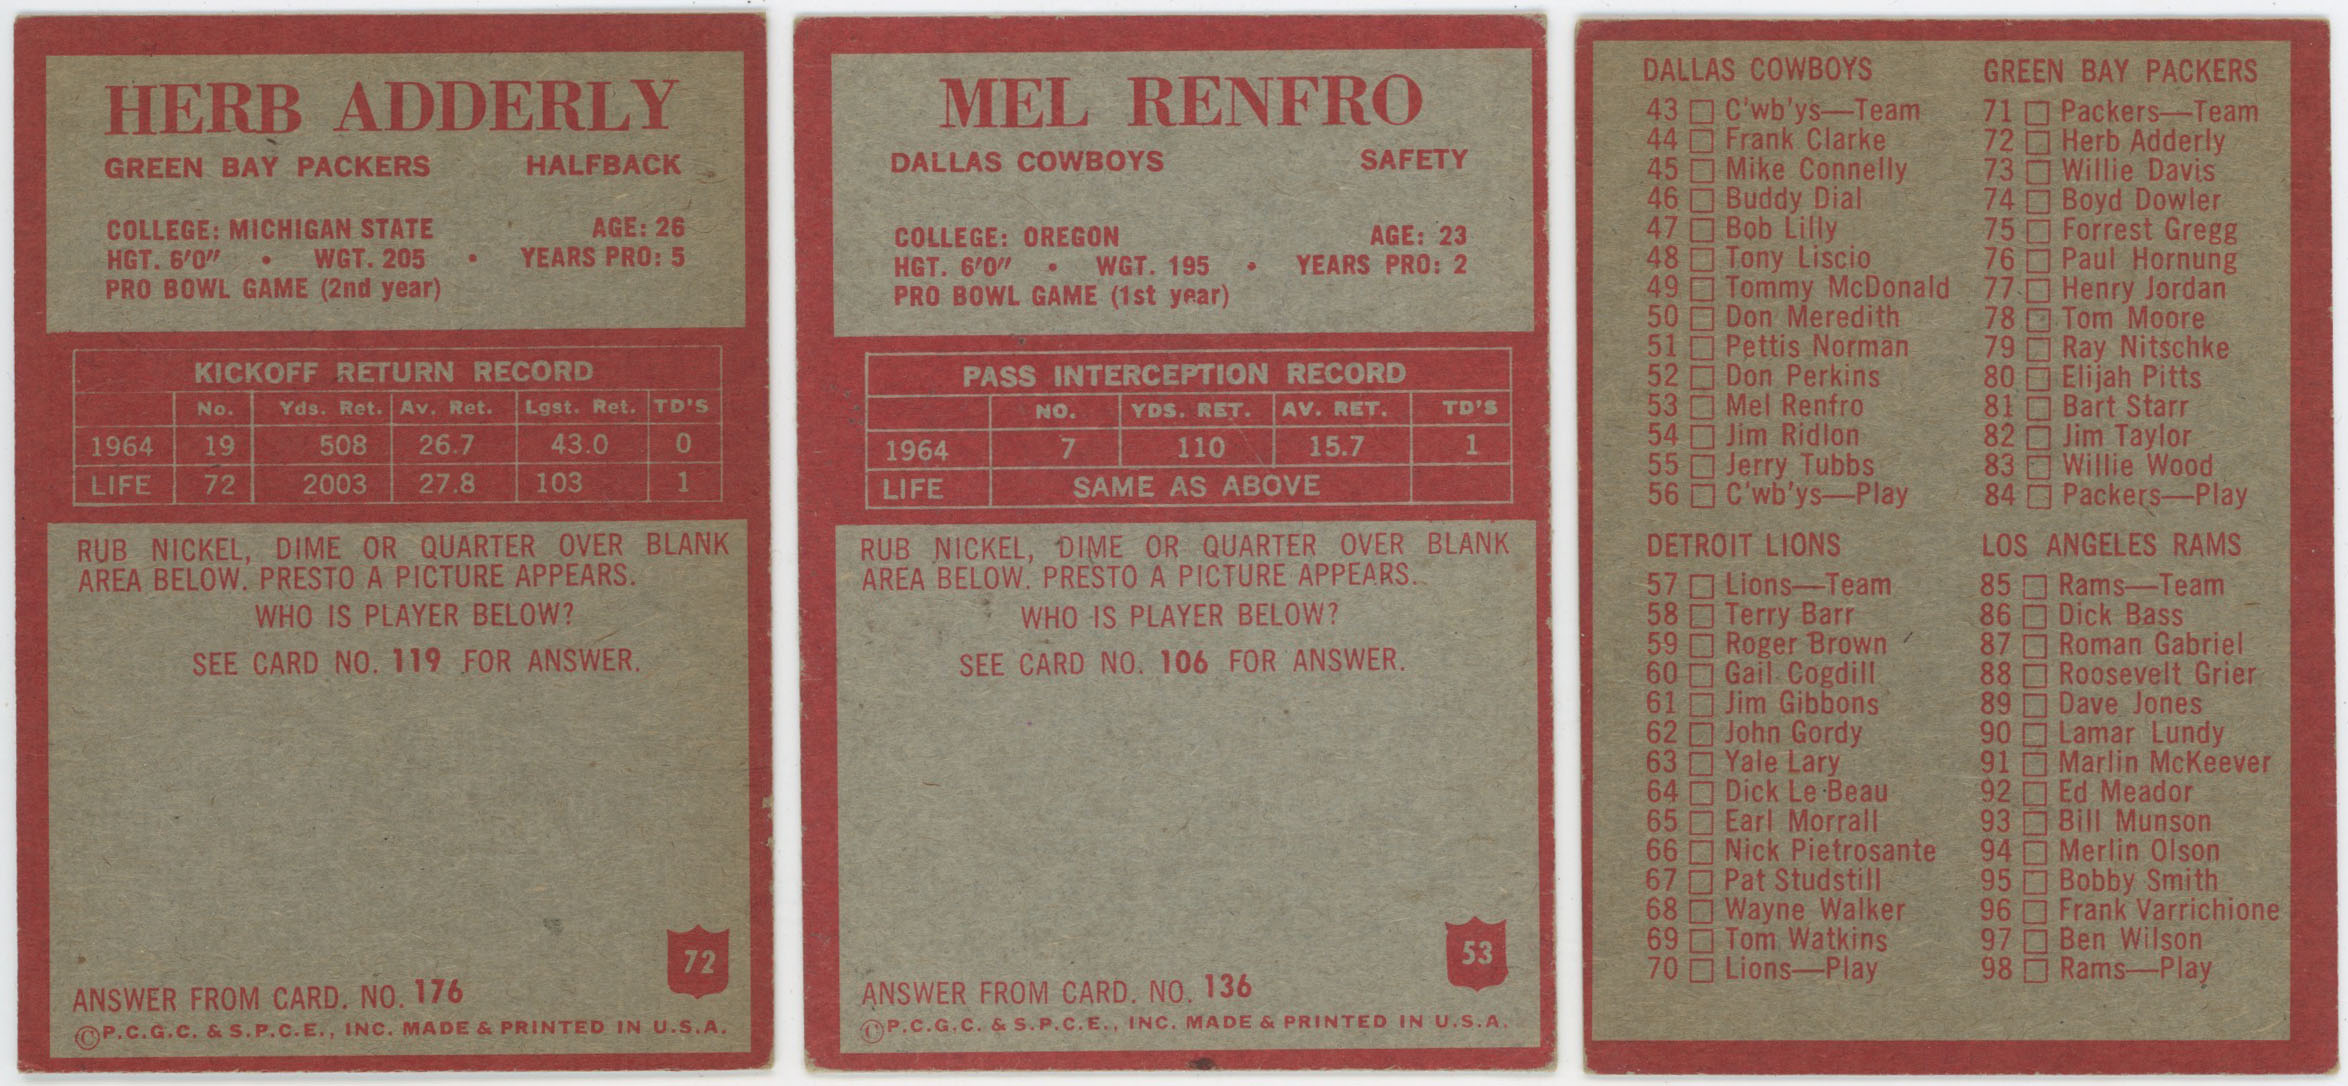 HERB ADDERLY
GREEN BAY PACKERS HALFBACK
COLLEGE: MICHIGAN STATE AGE: 26
HGT. 6'0" • WGT. 205 • YEARS PRO: 5
PRO BOWL GAME (2nd year)
KICKOFF RETURN RECORD
No. Yds. Ret. Av. Ret. Lgst. Ret. TD'S
1964 19 508 26.7 43.0 0
LIFE 72 2003 27.8 103 1
RUB NICKEL, DIME OR QUARTER OVER BLANK
AREA BELOW. PRESTO A PICTURE APPEARS.
WHO IS PLAYER BELOW?
SEE CARD NO. 119 FOR ANSWER.
72
ANSWER FROM CARD. NO. 176
©P.C.G.C. & S.P.C.E., INC. MADE & PRINTED IN U.S.A.
MEL RENFRO
DALLAS COWBOYS SAFETY
COLLEGE: OREGON AGE: 23
HGT. 6'0" • WGT. 195 • YEARS PRO: 2
PRO BOWL GAME (1st year)
PASS INTERCEPTION RECORD
NO. YDS. RET. AV. RET. TD'S
1964 7 110 15.7 1
LIFE SAME AS ABOVE
RUB NICKEL, DIME OR QUARTER OVER BLANK
AREA BELOW. PRESTO A PICTURE APPEARS.
WHO IS PLAYER BELOW?
SEE CARD NO. 106 FOR ANSWER.
53
ANSWER FROM CARD. NO. 136
©P.C.G.C. & S.P.C.E., INC. MADE & PRINTED IN U.S.A.
DALLAS COWBOYS
43 □ C'wb'ys—Team
44 □ Frank Clarke
45 □ Mike Connelly
46 □ Buddy Dial
47 □ Bob Lilly
48 □ Tony Liscio
49 □ Tommy McDonald
50 □ Don Meredith
51 □ Pettis Norman
52 □ Don Perkins
53 □ Mel Renfro
54 □ Jim Ridlon
55 □ Jerry Tubbs
56 □ C'wb'ys—Play
DETROIT LIONS
57 □ Lions—Team
58 □ Terry Barr
59 □ Roger Brown
60 □ Gail Cogdill
61 □ Jim Gibbons
62 □ John Gordy
63 □ Yale Lary
64 □ Dick Le Beau
65 □ Earl Morrall
66 □ Nick Pietrosante
67 □ Pat Studstill
68 □ Wayne Walker
69 □ Tom Watkins
70 □ Lions—Play
GREEN BAY PACKERS
71 □ Packers—Team
72 □ Herb Adderly
73 □ Willie Davis
74 □ Boyd Dowler
75 □ Forrest Gregg
76 □ Paul Hornung
77 □ Henry Jordan
78 □ Tom Moore
79 □ Ray Nitschke
80 □ Elijah Pitts
81 □ Bart Starr
82 □ Jim Taylor
83 □ Willie Wood
84 □ Packers—Play
LOS ANGELES RAMS
85 □ Rams—Team
86 □ Dick Bass
87 □ Roman Gabriel
88 □ Roosevelt Grier
89 □ Dave Jones
90 □ Lamar Lundy
91 □ Marlin McKeever
92 □ Ed Meador
93 □ Bill Munson
94 □ Merlin Olson
95 □ Bobby Smith
96 □ Frank Varrichione
97 □ Ben Wilson
98 □ Rams—Play